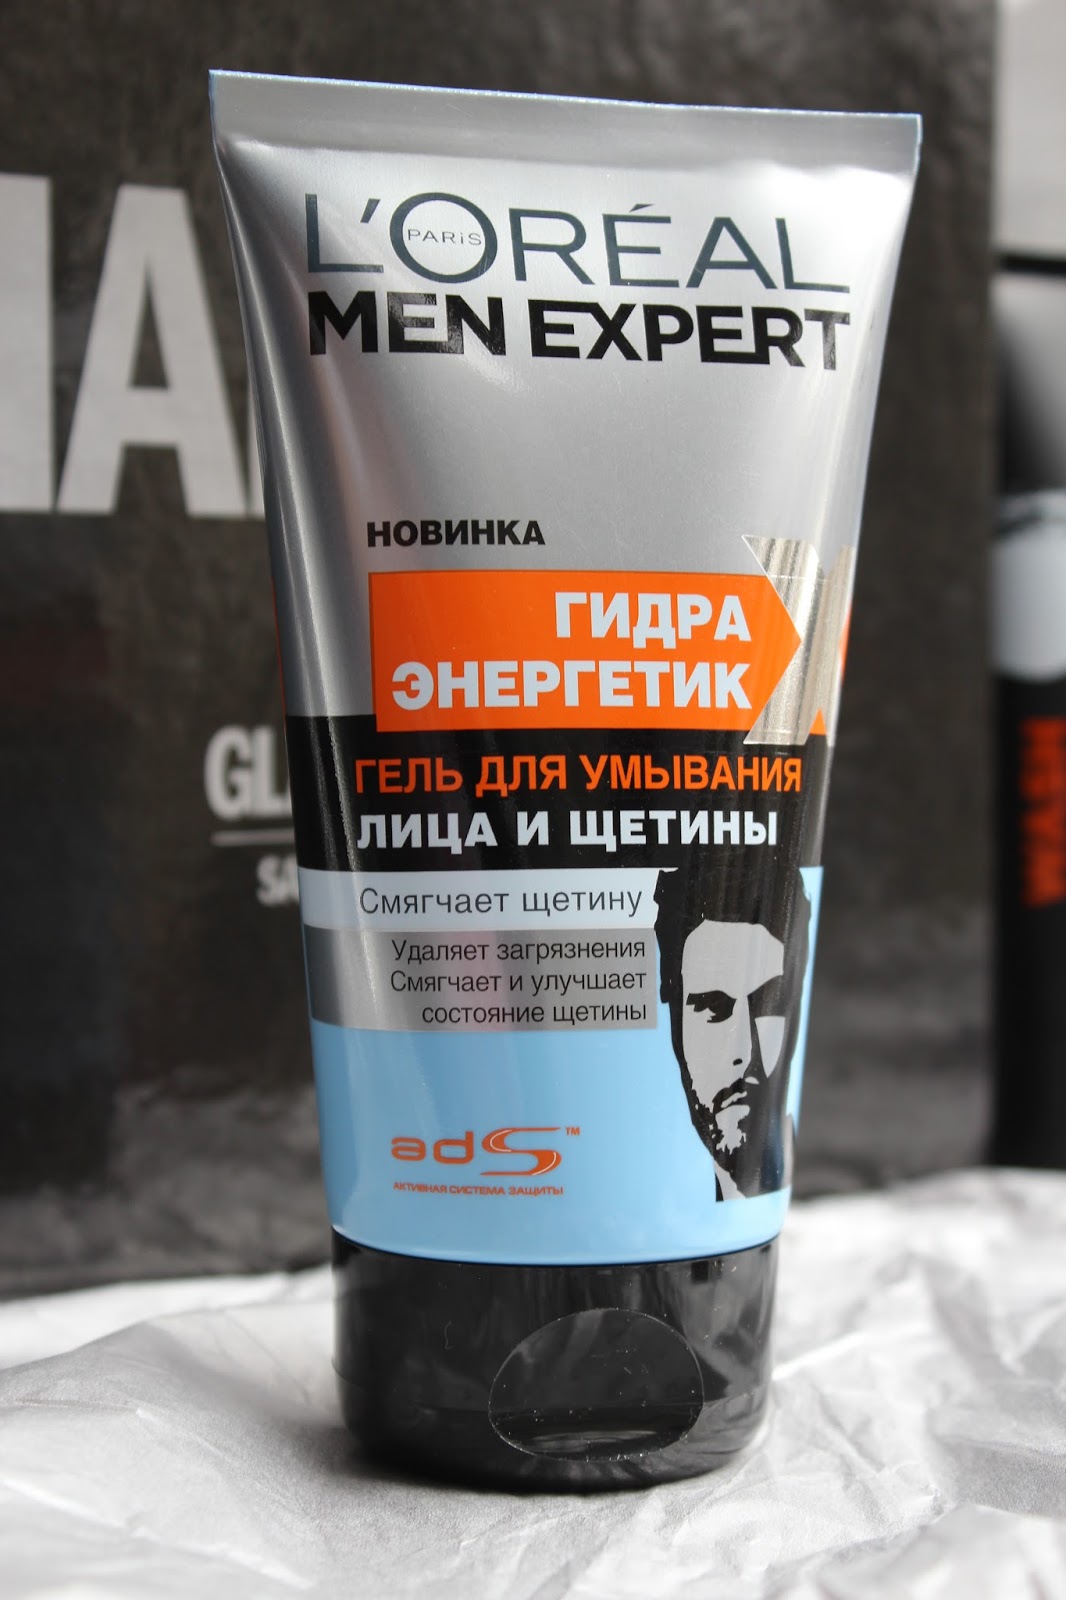 L'ORÉAL
PARIS
MEN EXPERT
НОВИНКА
ГИДРА
ЭНЕРГЕТИК
ГЕЛЬ ДЛЯ УМЫВАНИЯ
ЛИЦА И ЩЕТИНЫ
Смягчает щетину
Удаляет загрязнения
Смягчает и улучшает
состояние щетины
adS™
АКТИВНАЯ СИСТЕМА ЗАЩИТЫ